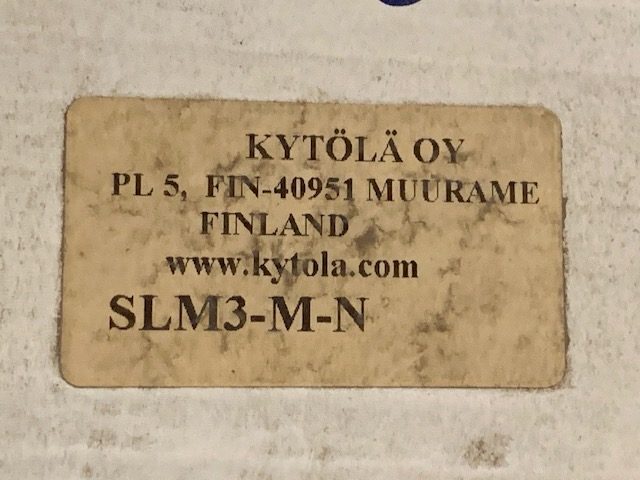 KYTÖLÄ OY
PL 5, FIN-40951 MUURAME
FINLAND
www.kytola.com
SLM3-M-N